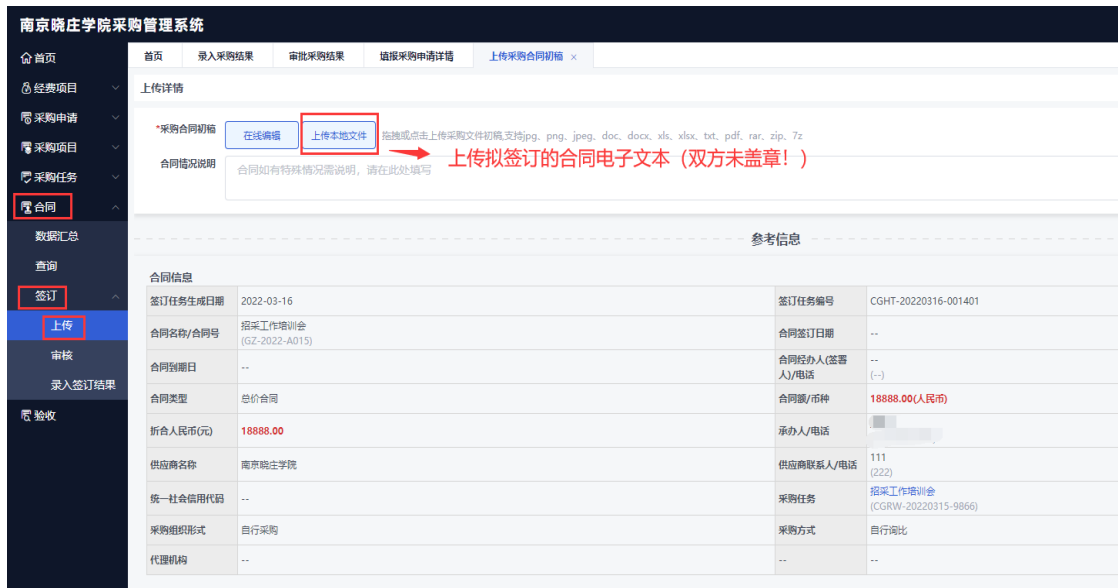 南京晓庄学院采购管理系统
首页
经费项目
采购申请
采购项目
采购任务
合同
数据汇总
查询
签订
上传
审核
录入签订结果
验收
首页 录入采购结果 审批采购结果 填报采购申请详情 上传采购合同初稿 ×
上传详情
*采购合同初稿 在线编辑 上传本地文件 拖拽或点击上传采购文件初稿,支持jpg、png、jpeg、doc、docx、xls、xlsx、txt、pdf、rar、zip、7z
上传拟签订的合同电子文本（双方未盖章！）
合同情况说明 合同如有特殊情况需说明，请在此处填写
参考信息
合同信息
签订任务生成日期 2022-03-16 签订任务编号 CGHT-20220316-001401
合同名称/合同号 招采工作培训会 合同签订日期 --
(GZ-2022-A015)
合同到期日 -- 合同经办人(签署 --
人)/电话 (--)
合同类型 总价合同 合同额/币种 18888.00(人民币)
折合人民币(元) 18888.00 承办人/电话
供应商名称 南京晓庄学院 供应商联系人/电话 111
(222)
统一社会信用代码 -- 采购任务 招采工作培训会
(CGRW-20220315-9866)
采购组织形式 自行采购 采购方式 自行询比
代理机构 -- -- --